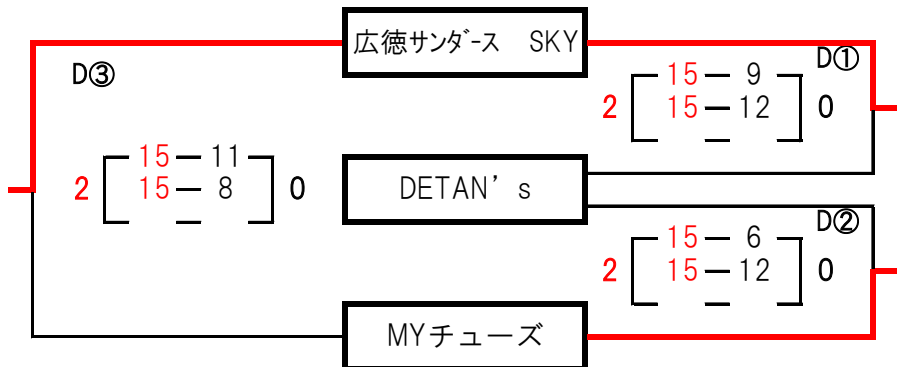 広徳サンダース SKY
D③
D①
2 15 － 9 0
15 － 12
－
2 15 － 11 0
15 － 8
－
DETAN’s
D②
2 15 － 6 0
15 － 12
－
MYチューズ